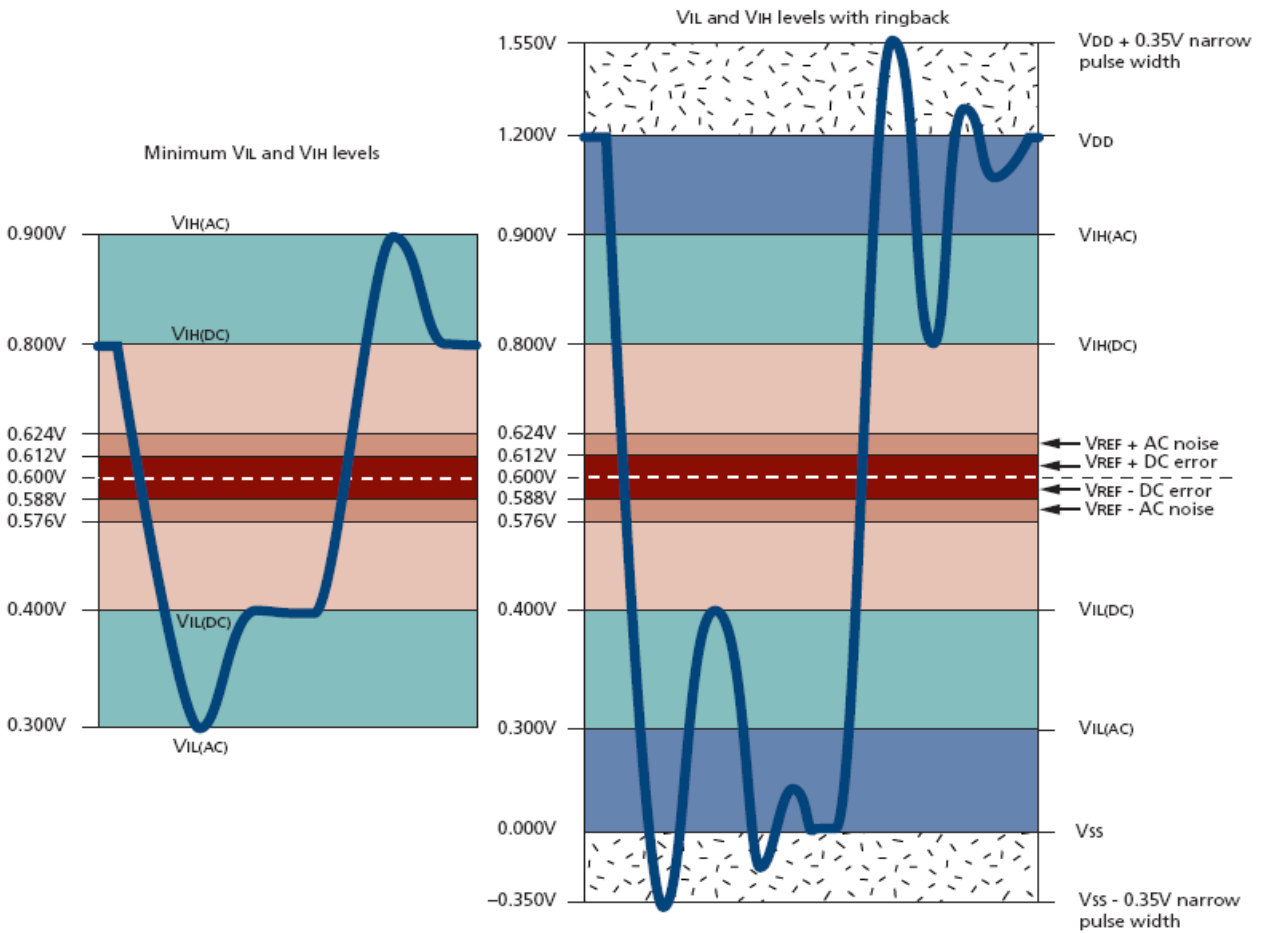 VIL and VIH levels with ringback
1.550V
VDD + 0.35V narrow
pulse width
1.200V
VDD
Minimum VIL and VIH levels
0.900V
VIH(AC)
0.900V
VIH(AC)
0.800V
VIH(DC)
0.800V
VIH(DC)
0.624V
0.612V
0.600V
0.588V
0.576V
0.624V
0.612V
0.600V
0.588V
0.576V
VREF + AC noise
VREF + DC error
VREF - DC error
VREF - AC noise
0.400V
VIL(DC)
0.400V
VIL(DC)
0.300V
VIL(AC)
0.300V
VIL(AC)
0.000V
VSS
−0.350V
VSS - 0.35V narrow
pulse width